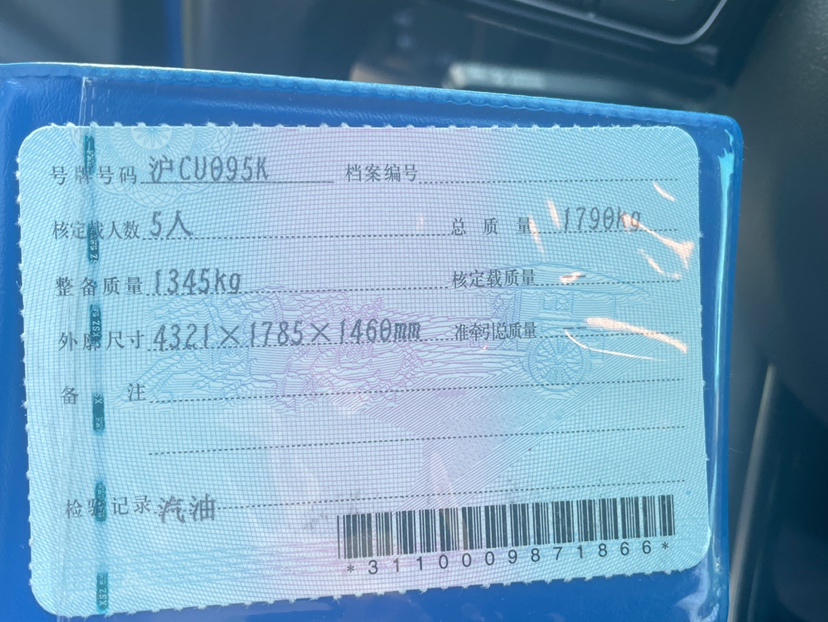 号牌号码 沪CU095K 档案编号
核定载人数 5人 总质量 1790kg
整备质量 1345kg 核定载质量
外廓尺寸 4321×1785×1460mm 准牵引总质量
备注
检验记录 汽油
*3110009871866*